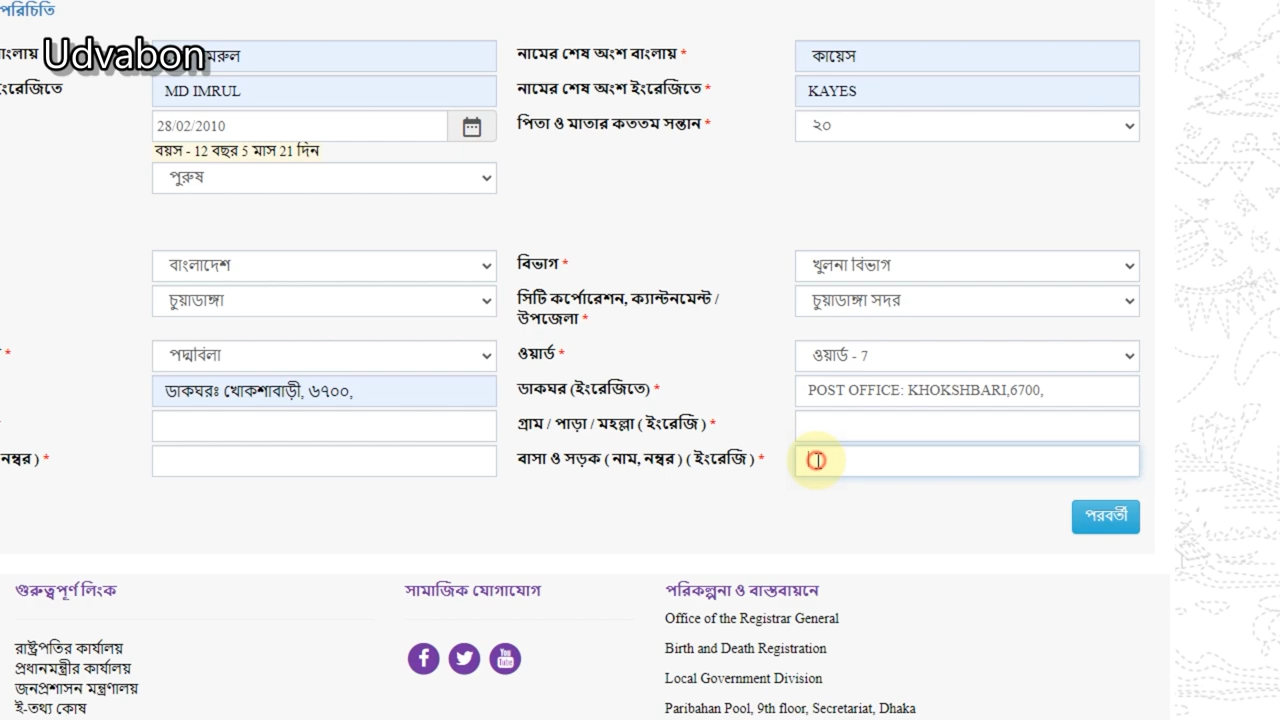 পরিচিতি
Udvabon
বাংলায়
মরুল
নামের শেষ অংশ বাংলায় *
কায়েস
ইংরেজিতে
MD IMRUL
নামের শেষ অংশ ইংরেজিতে *
KAYES
28/02/2010
পিতা ও মাতার কততম সন্তান *
২০
বয়স - 12 বছর 5 মাস 21 দিন
পুরুষ
বাংলাদেশ
বিভাগ *
খুলনা বিভাগ
চুয়াডাঙ্গা
সিটি কর্পোরেশন, ক্যান্টনমেন্ট /
উপজেলা *
চুয়াডাঙ্গা সদর
*
পদ্মবিলা
ওয়ার্ড *
ওয়ার্ড - 7
ডাকঘরঃ খোকশাবাড়ী, ৬৭০০,
ডাকঘর (ইংরেজিতে) *
POST OFFICE: KHOKSHBARI,6700,
গ্রাম / পাড়া / মহল্লা ( ইংরেজি ) *
নম্বর ) *
বাসা ও সড়ক ( নাম, নম্বর ) ( ইংরেজি ) *
পরবর্তী
গুরুত্বপূর্ণ লিংক
সামাজিক যোগাযোগ
পরিকল্পনা ও বাস্তবায়নে
Office of the Registrar General
রাষ্ট্রপতির কার্যালয়
Birth and Death Registration
প্রধানমন্ত্রীর কার্যালয়
You Tube
Local Government Division
জনপ্রশাসন মন্ত্রণালয়
ই-তথ্য কোষ
Paribahan Pool, 9th floor, Secretariat, Dhaka